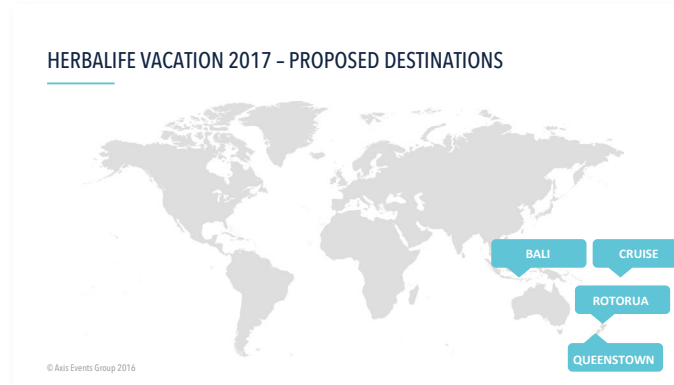 HERBALIFE VACATION 2017 – PROPOSED DESTINATIONS
BALI
CRUISE
ROTORUA
QUEENSTOWN
© Axis Events Group 2016